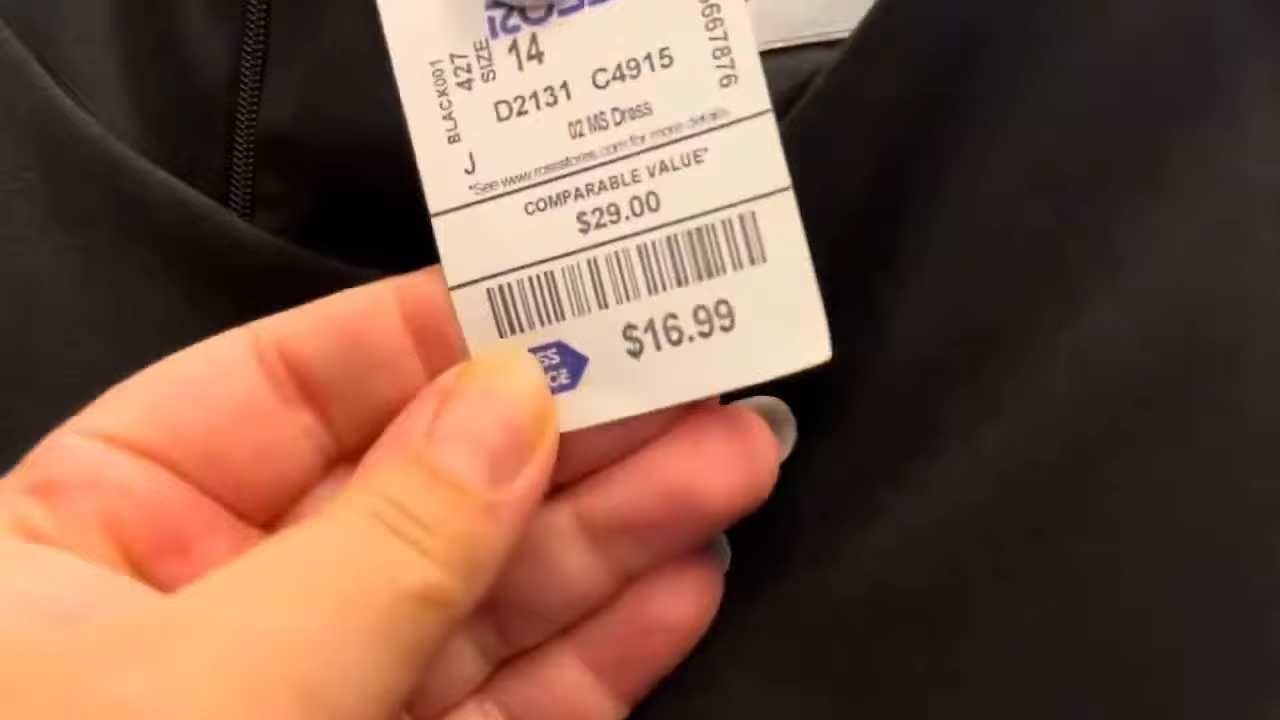 BLACK001
427
SIZE
14
J
D2131 C4915
667876
02 MS Dress
*See www.rossstores.com for more details.
COMPARABLE VALUE*
$29.00
$16.99